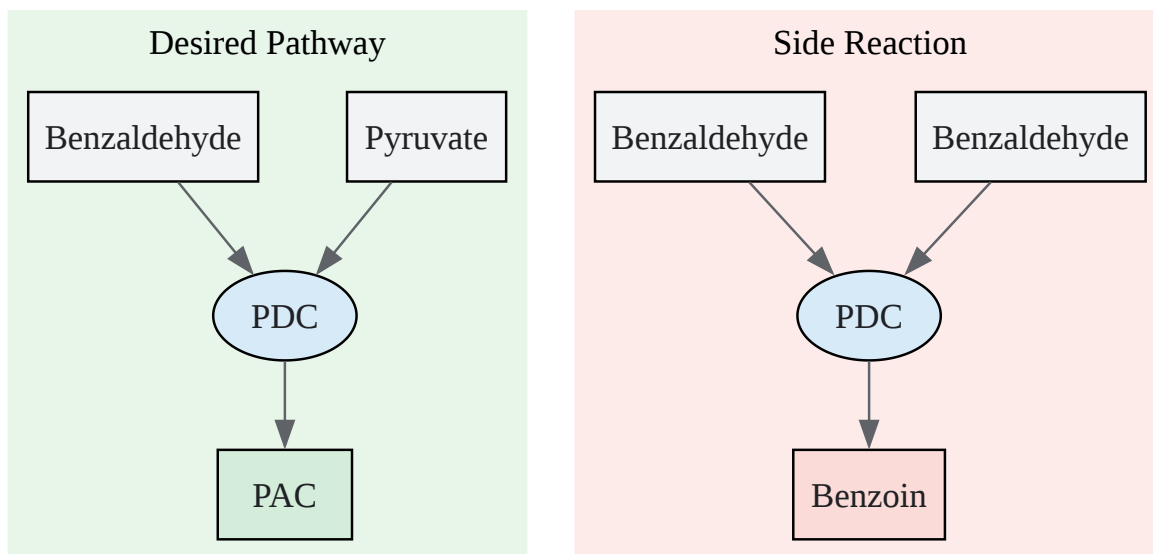 Desired Pathway
Benzaldehyde
Pyruvate
PDC
PAC
Side Reaction
Benzaldehyde
Benzaldehyde
PDC
Benzoin